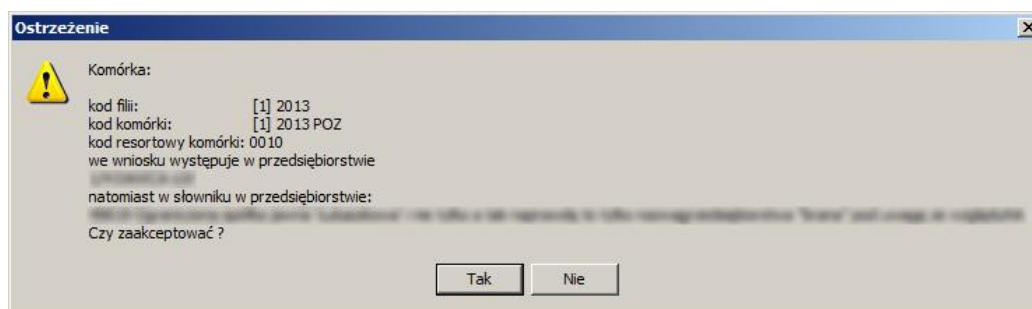 Ostrzeżenie
Komórka:
kod filii: [1] 2013
kod komórki: [1] 2013 POZ
kod resortowy komórki: 0010
we wniosku występuje w przedsiębiorstwie
natomiast w słowniku w przedsiębiorstwie:
Czy zaakceptować ?
Tak Nie